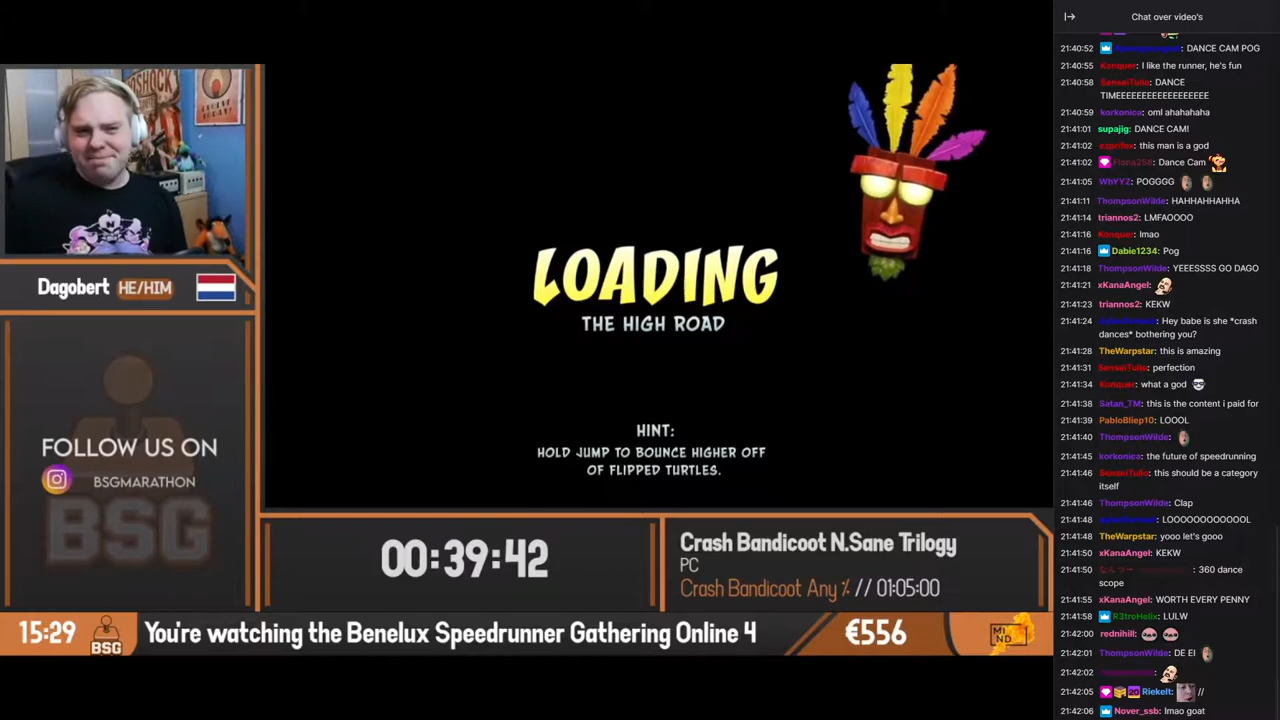 Dagobert HE/HIM
FOLLOW US ON
BSGMARATHON
BSG
LOADING
THE HIGH ROAD
HINT:
HOLD JUMP TO BOUNCE HIGHER OFF
OF FLIPPED TURTLES.
00:39:42
Crash Bandicoot N.Sane Trilogy
PC
Crash Bandicoot Any % // 01:05:00
15:29
BSG
You're watching the Benelux Speedrunner Gathering Online 4
€556
MIND
Chat over video's
21:40:52 : DANCE CAM POG
21:40:55 Konquer: I like the runner, he's fun
21:40:58 SenseiTulio: DANCE
TIMEEEEEEEEEEEEEEEEEE
21:40:59 korkonica: oml ahahahaha
21:41:01 supajig: DANCE CAM!
21:41:02 : this man is a god
21:41:02 Fiana258: Dance Cam
21:41:05 WhYYZ: POGGGG
21:41:11 ThompsonWilde: HAHHAHHAHHA
21:41:14 triannos2: LMFAOOOO
21:41:16 Konquer: lmao
21:41:16 Dabie1234: Pog
21:41:18 ThompsonWilde: YEEESSSS GO DAGO
21:41:21 xKanaAngel:
21:41:23 triannos2: KEKW
21:41:24 : Hey babe is she *crash
dances* bothering you?
21:41:28 TheWarpstar: this is amazing
21:41:31 SenseiTulio: perfection
21:41:34 Konquer: what a god
21:41:38 Satan_TM: this is the content i paid for
21:41:39 PabloBliep10: LOOOL
21:41:40 ThompsonWilde:
21:41:45 korkonica: the future of speedrunning
21:41:46 SenseiTulio: this should be a category
itself
21:41:46 ThompsonWilde: Clap
21:41:48 : LOOOOOOOOOOOL
21:41:48 TheWarpstar: yooo let's gooo
21:41:50 xKanaAngel: KEKW
21:41:50 : 360 dance
scope
21:41:55 xKanaAngel: WORTH EVERY PENNY
21:41:58 R3troHelix: LULW
21:42:00 rednihill:
21:42:01 ThompsonWilde: DE EI
21:42:02
21:42:05 20 Riekelt: //
21:42:06 Nover_ssb: lmao goat